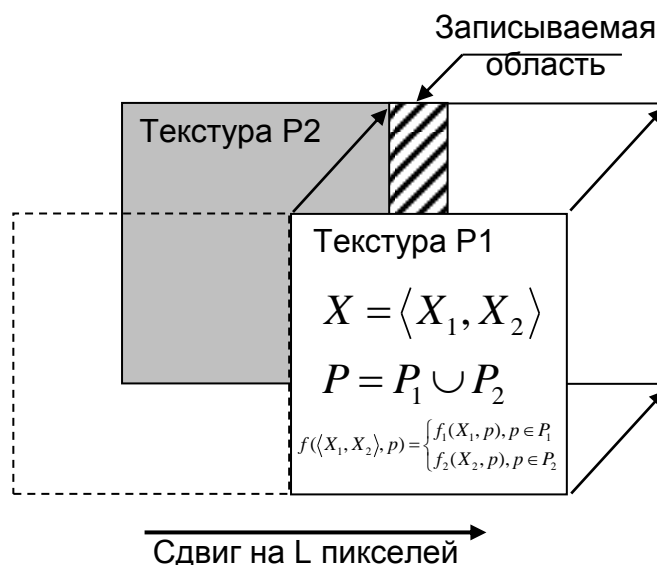 Записываемая
область
Текстура P2
Текстура P1
X = ⟨X₁, X₂⟩
P = P₁ ∪ P₂
f(⟨X₁, X₂⟩, p) = { f₁(X₁, p), p ∈ P₁
f₂(X₂, p), p ∈ P₂
Сдвиг на L пикселей